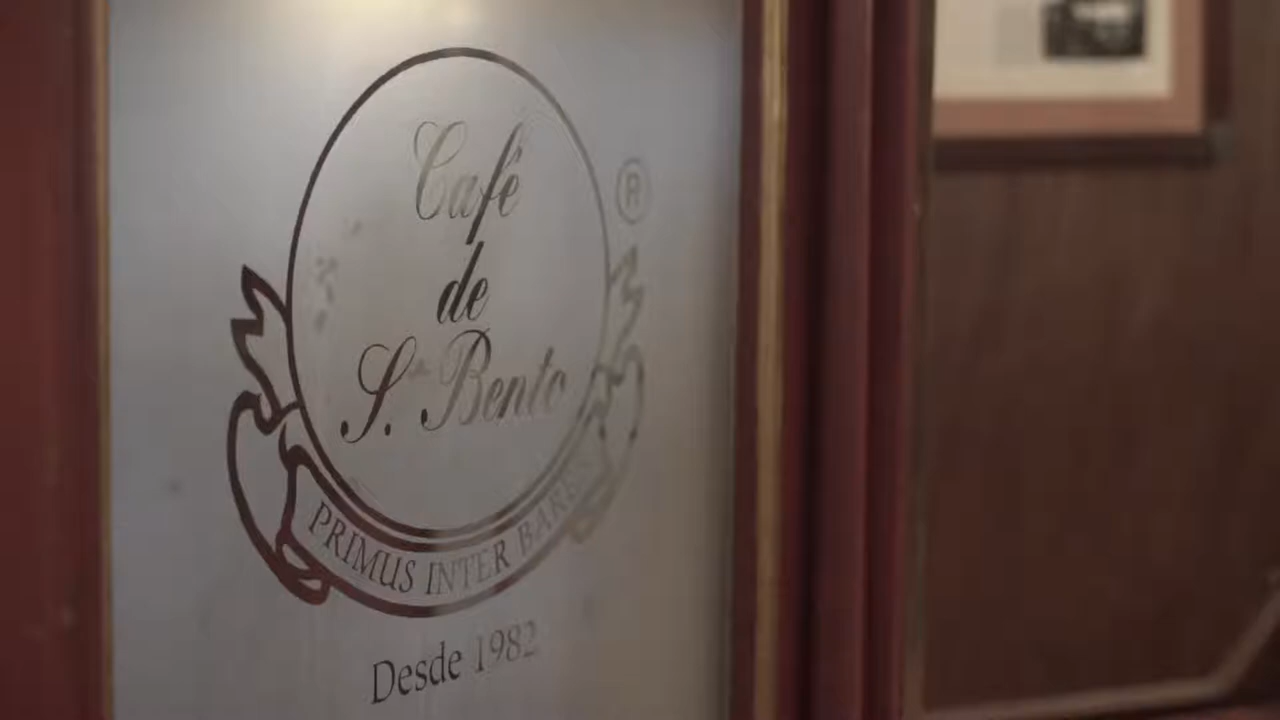 Café
de
S. Bento
®
PRIMUS INTER BARES
Desde 1982